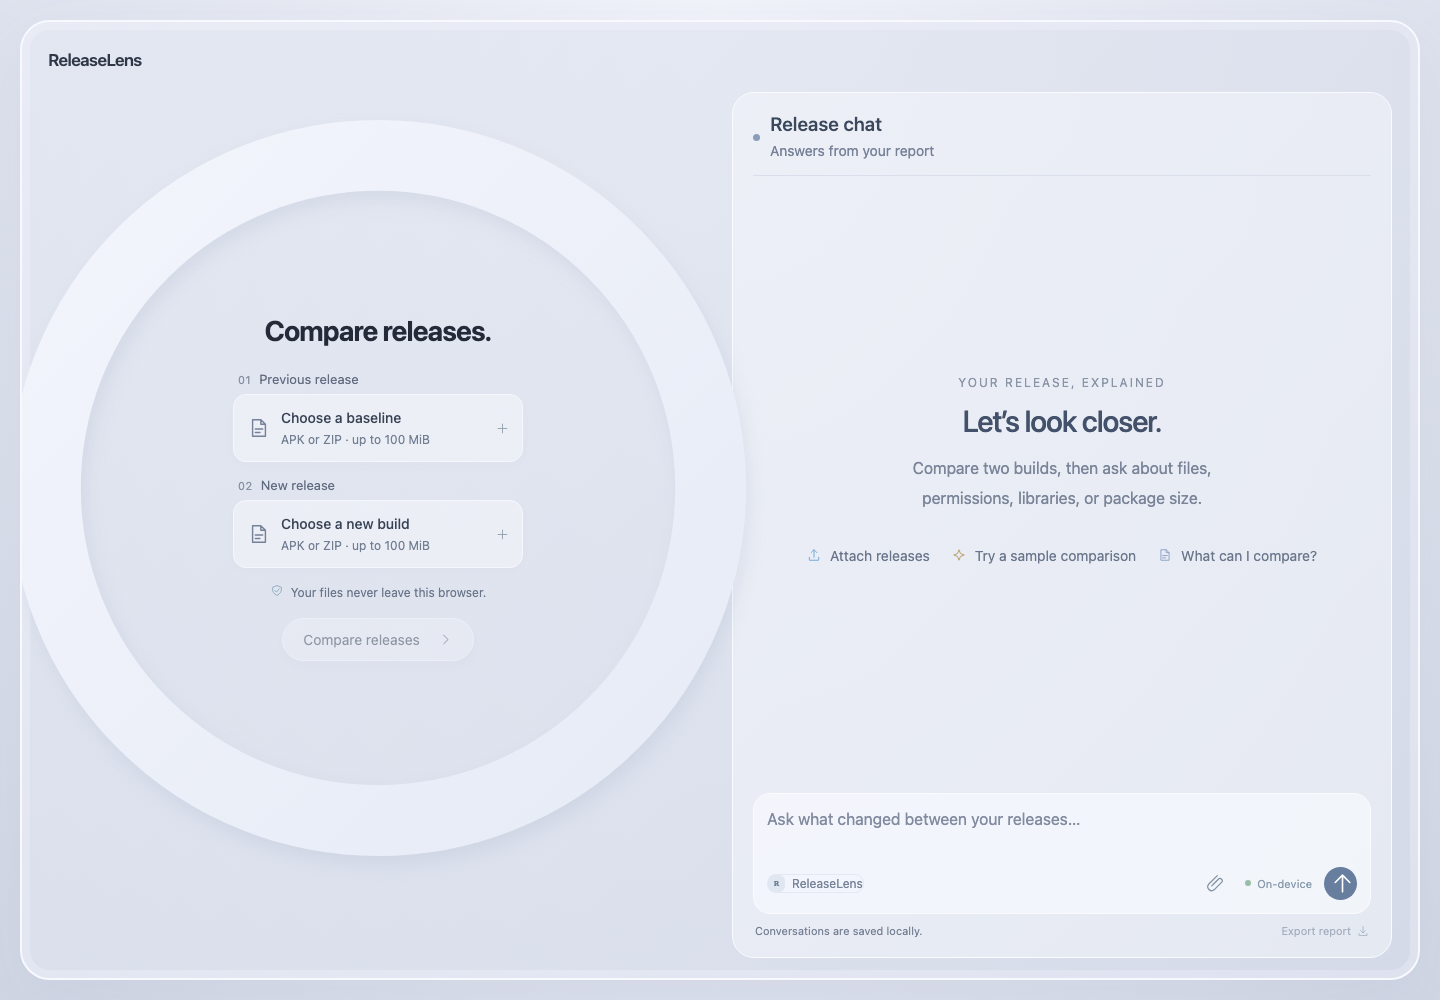 ReleaseLens
Compare releases.
01 Previous release
Choose a baseline
APK or ZIP · up to 100 MiB
02 New release
Choose a new build
APK or ZIP · up to 100 MiB
Your files never leave this browser.
Compare releases
Release chat
Answers from your report
YOUR RELEASE, EXPLAINED
Let’s look closer.
Compare two builds, then ask about files,
permissions, libraries, or package size.
Attach releases Try a sample comparison What can I compare?
Ask what changed between your releases...
R ReleaseLens On-device
Conversations are saved locally. Export report